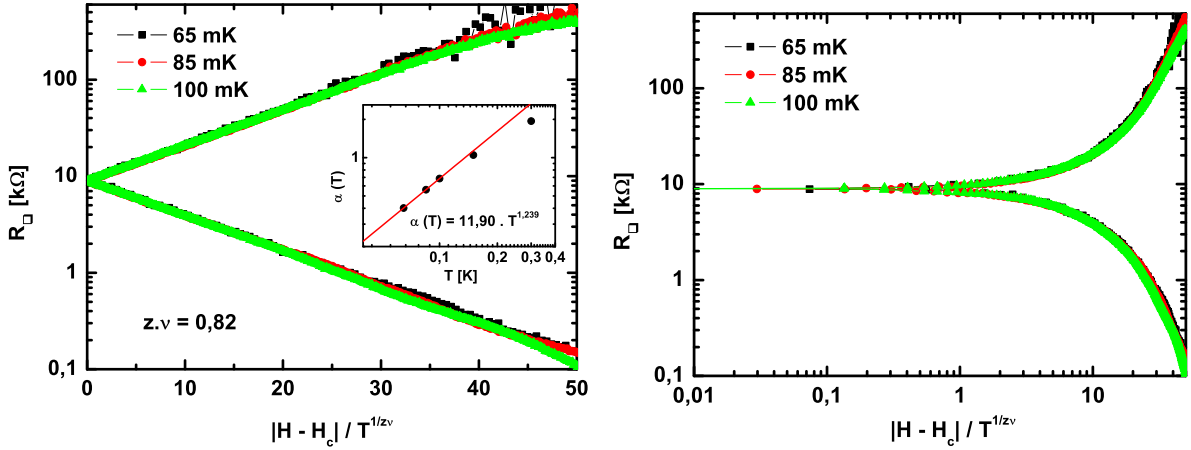 65 mK
85 mK
100 mK
100
10
1
0,1
R□ [kΩ]
0 10 20 30 40 50
|H - Hc| / T^1/zν
z.ν = 0,82
α (T)
1
α (T) = 11,90 . T^1,239
0,1 0,2 0,3 0,4
T [K]
65 mK
85 mK
100 mK
100
10
1
0,1
R□ [kΩ]
0,01 0,1 1 10
|H - Hc| / T^1/zν